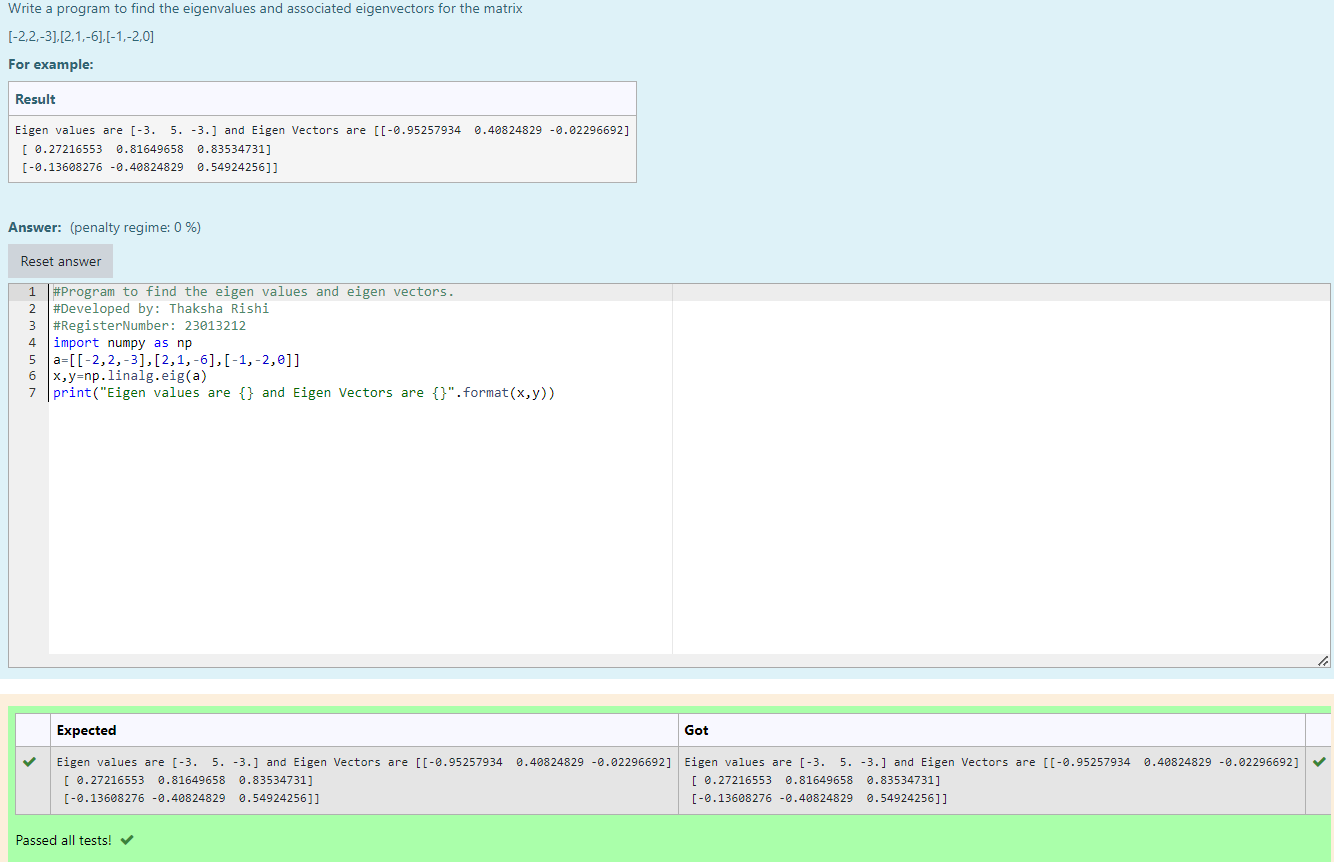 Write a program to find the eigenvalues and associated eigenvectors for the matrix
[-2,2,-3],[2,1,-6],[-1,-2,0]
For example:
Result
Eigen values are [-3.  5. -3.] and Eigen Vectors are [[-0.95257934  0.40824829 -0.02296692]
 [ 0.27216553  0.81649658  0.83534731]
 [-0.13608276 -0.40824829  0.54924256]]
Answer: (penalty regime: 0 %)
Reset answer
1 #Program to find the eigen values and eigen vectors.
2 #Developed by: Thaksha Rishi
3 #RegisterNumber: 23013212
4 import numpy as np
5 a=[[-2,2,-3],[2,1,-6],[-1,-2,0]]
6 x,y=np.linalg.eig(a)
7 print("Eigen values are {} and Eigen Vectors are {}".format(x,y))
Expected Got
Eigen values are [-3.  5. -3.] and Eigen Vectors are [[-0.95257934  0.40824829 -0.02296692] Eigen values are [-3.  5. -3.] and Eigen Vectors are [[-0.95257934  0.40824829 -0.02296692]
 [ 0.27216553  0.81649658  0.83534731]  [ 0.27216553  0.81649658  0.83534731]
 [-0.13608276 -0.40824829  0.54924256]]  [-0.13608276 -0.40824829  0.54924256]]
Passed all tests!